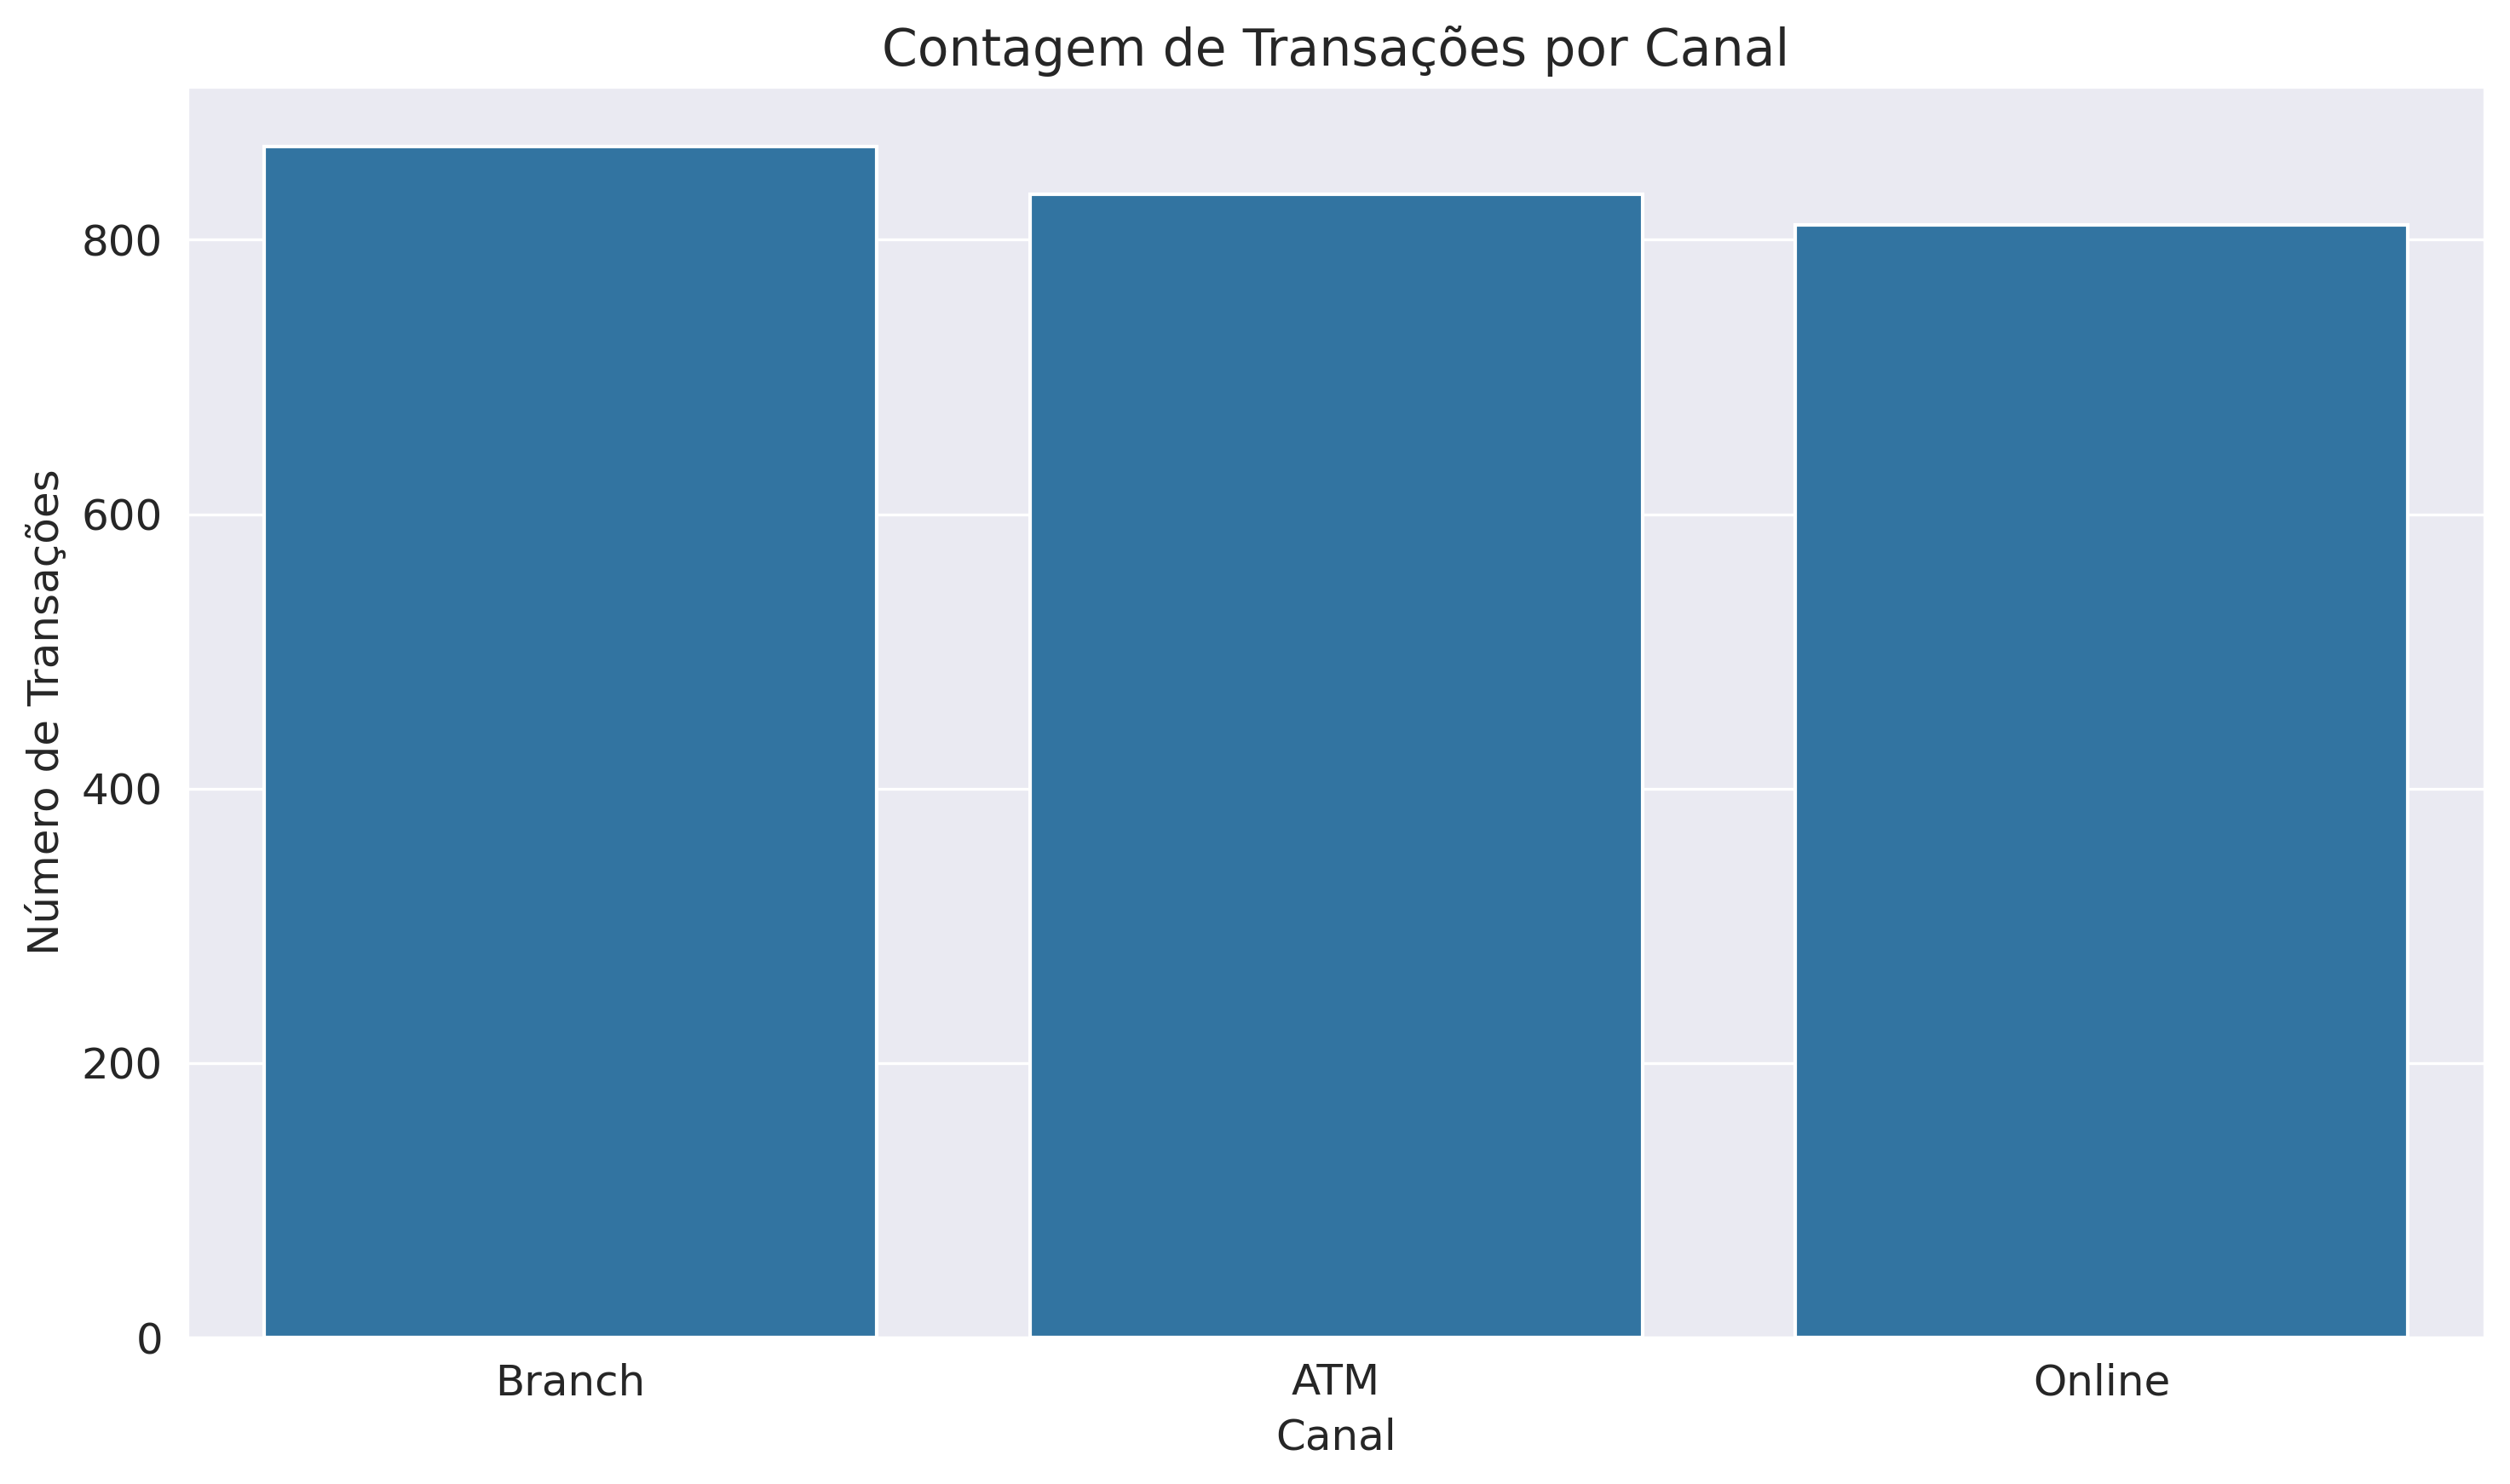 Contagem de Transações por Canal
Número de Transações
800
600
400
200
0
Branch
ATM
Online
Canal